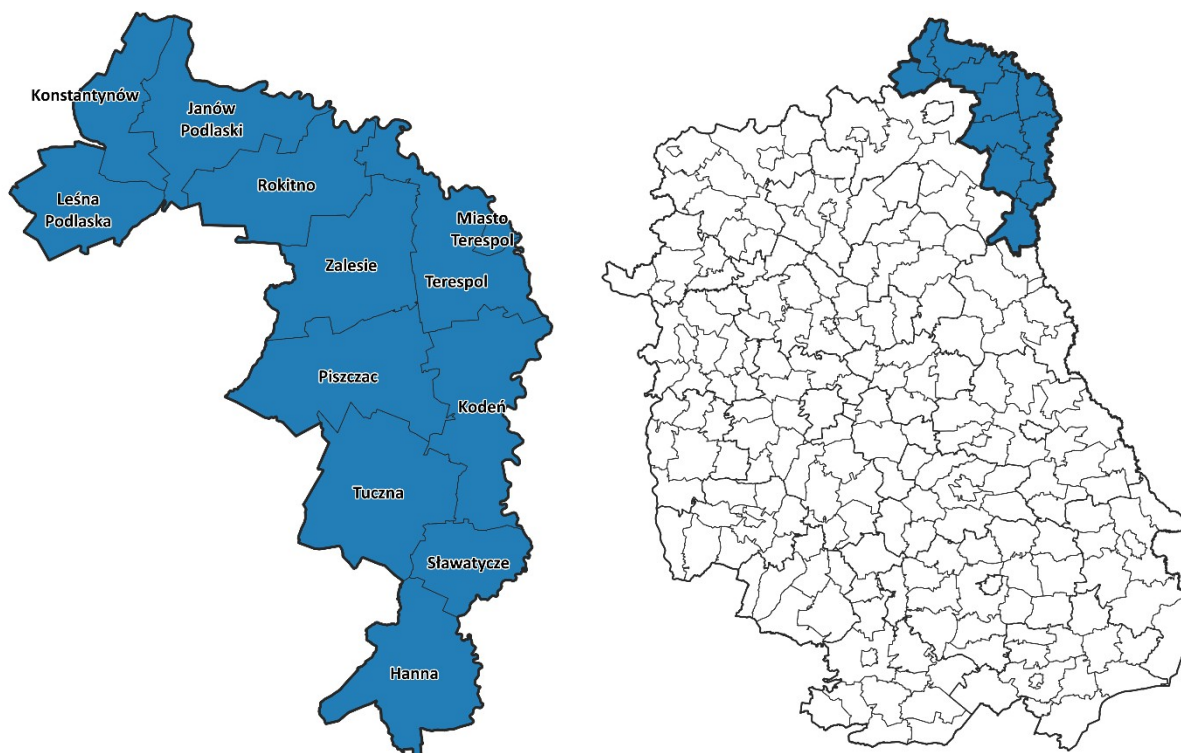 Konstantynów
Janów
Podlaski
Rokitno
Leśna
Podlaska
Miasto
Terespol
Zalesie
Terespol
Piszczac
Kodeń
Tuczna
Sławatycze
Hanna